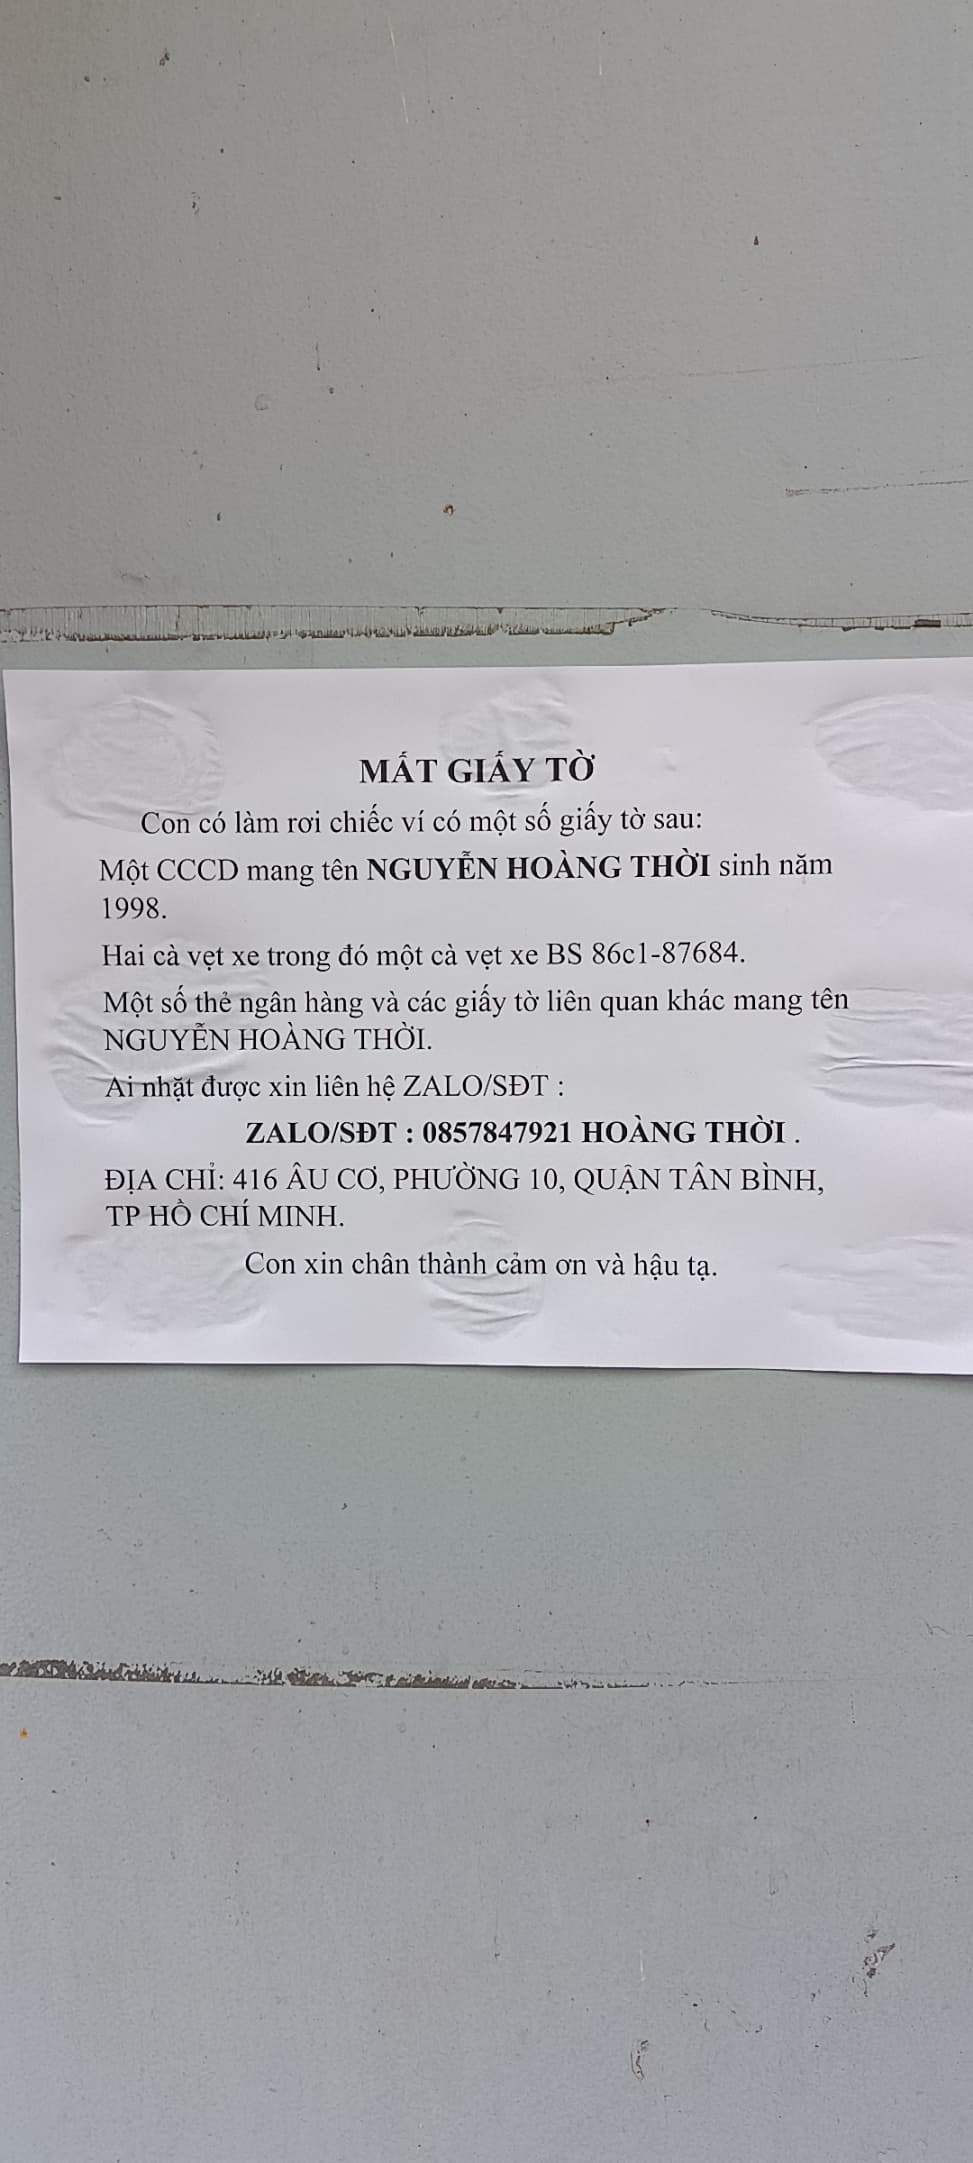 MẤT GIẤY TỜ
Con có làm rơi chiếc ví có một số giấy tờ sau:
Một CCCD mang tên NGUYỄN HOÀNG THỜI sinh năm
1998.
Hai cà vẹt xe trong đó một cà vẹt xe BS 86c1-87684.
Một số thẻ ngân hàng và các giấy tờ liên quan khác mang tên
NGUYỄN HOÀNG THỜI.
Ai nhặt được xin liên hệ ZALO/SĐT :
ZALO/SĐT : 0857847921 HOÀNG THỜI .
ĐỊA CHỈ: 416 ÂU CƠ, PHƯỜNG 10, QUẬN TÂN BÌNH,
TP HỒ CHÍ MINH.
Con xin chân thành cảm ơn và hậu tạ.